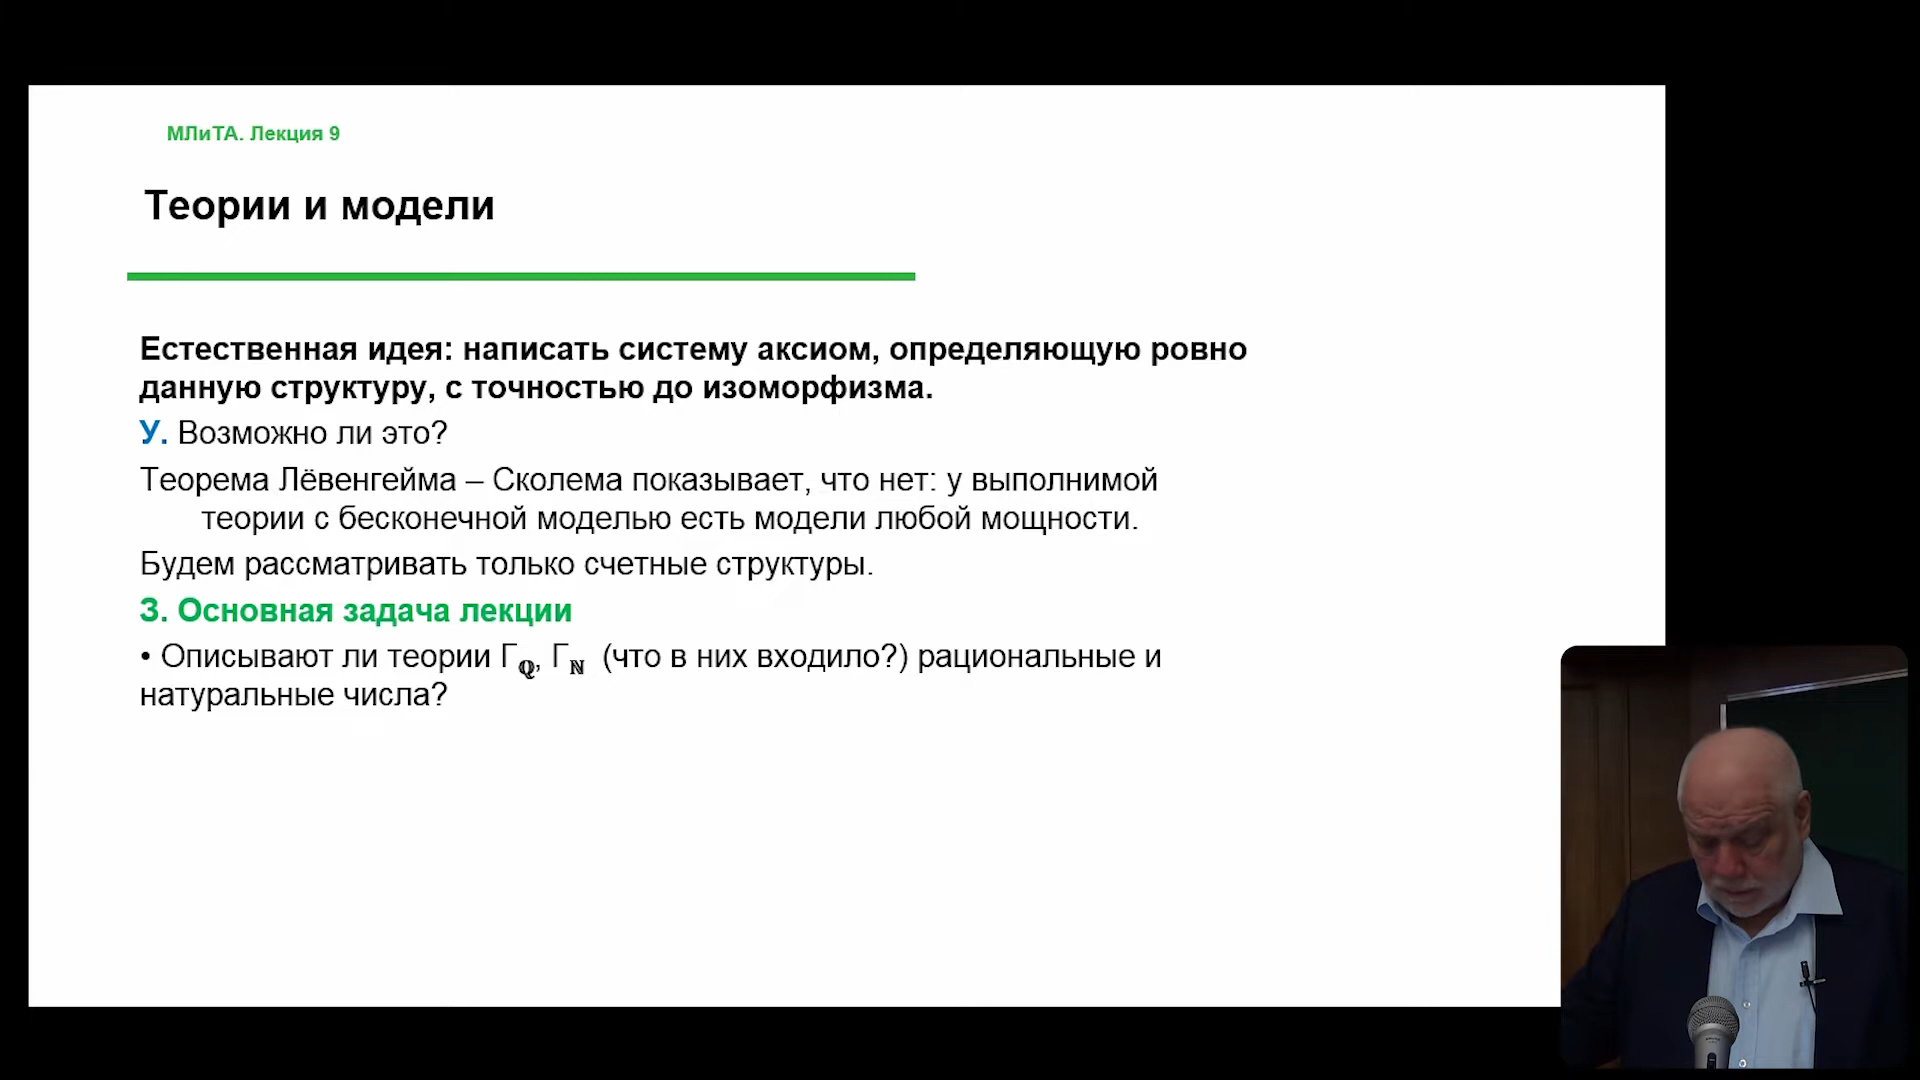 МЛиТА. Лекция 9
Теории и модели
Естественная идея: написать систему аксиом, определяющую ровно
данную структуру, с точностью до изоморфизма.
У. Возможно ли это?
Теорема Лёвенгейма – Сколема показывает, что нет: у выполнимой
теории с бесконечной моделью есть модели любой мощности.
Будем рассматривать только счетные структуры.
З. Основная задача лекции
• Описывают ли теории Γℚ, Γℕ (что в них входило?) рациональные и
натуральные числа?